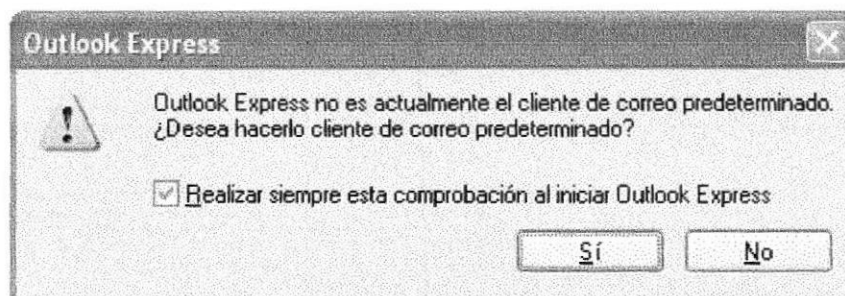 Outlook Express
Outlook Express no es actualmente el cliente de correo predeterminado.
¿Desea hacerlo cliente de correo predeterminado?
Realizar siempre esta comprobación al iniciar Outlook Express
Sí No